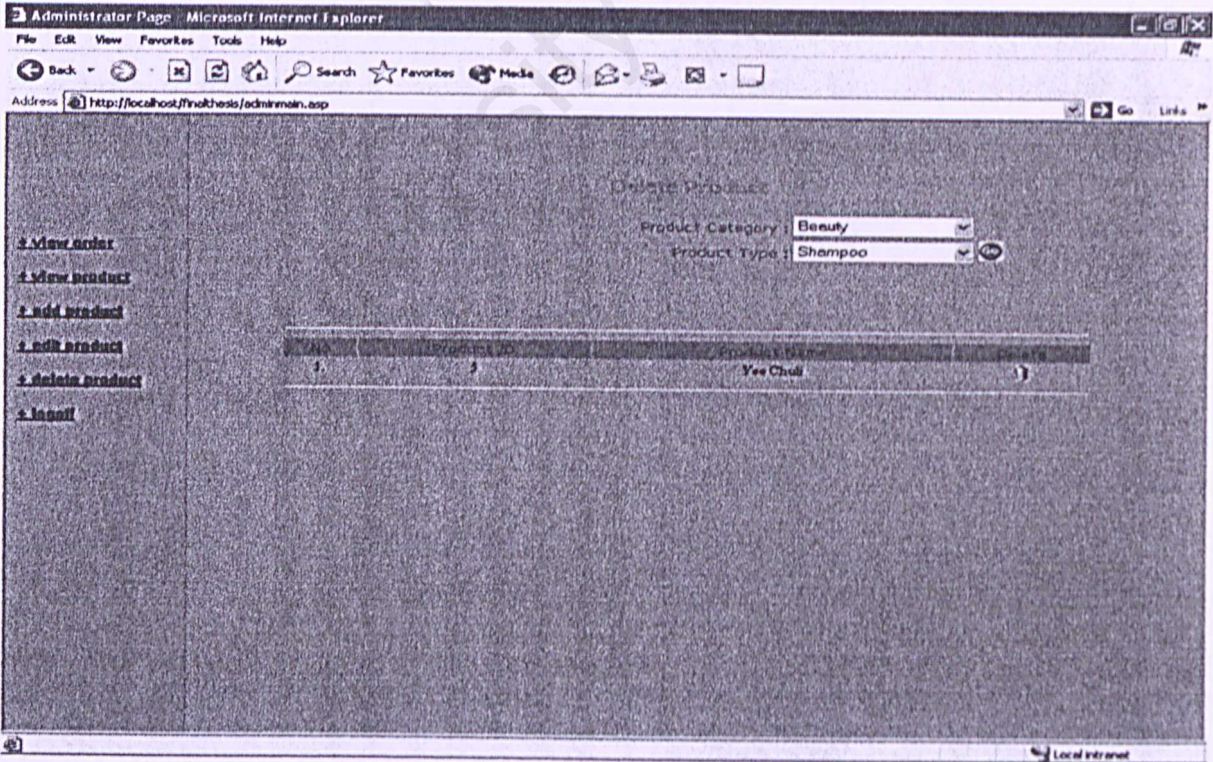 Administrator Page Microsoft Internet Explorer
File Edit View Favorites Tools Help
Back Search Favorites Media
Address http://localhost/finalthesis/adminmain.asp Go Links »
Delete Product
Product Category : Beauty
Product Type : Shampoo Go
+ view order
+ view product
+ add product
+ edit product
+ delete product
+ logoff
No Product ID Product Name Delete
1. 3 Yee Chuli
Local intranet